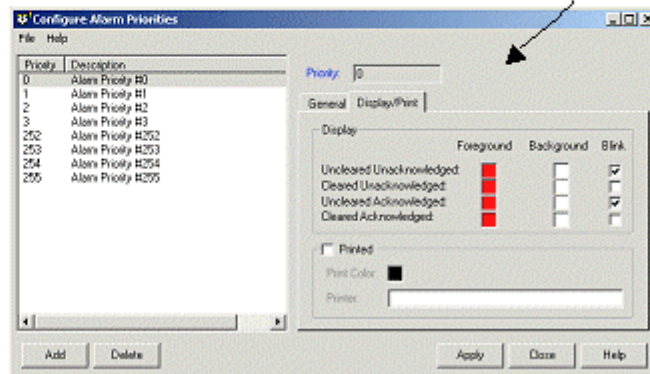 Configure Alarm Priorities
File Help
Priority Description
0 Alarm Priority #0
1 Alarm Priority #1
2 Alarm Priority #2
3 Alarm Priority #3
252 Alarm Priority #252
253 Alarm Priority #253
254 Alarm Priority #254
255 Alarm Priority #255
Add Delete
Priority: 0
General Display/Print
Display
Foreground Background Blink
Uncleared Unacknowledged:
Cleared Unacknowledged:
Uncleared Acknowledged:
Cleared Acknowledged:
Printed
Print Color:
Printer:
Apply Close Help